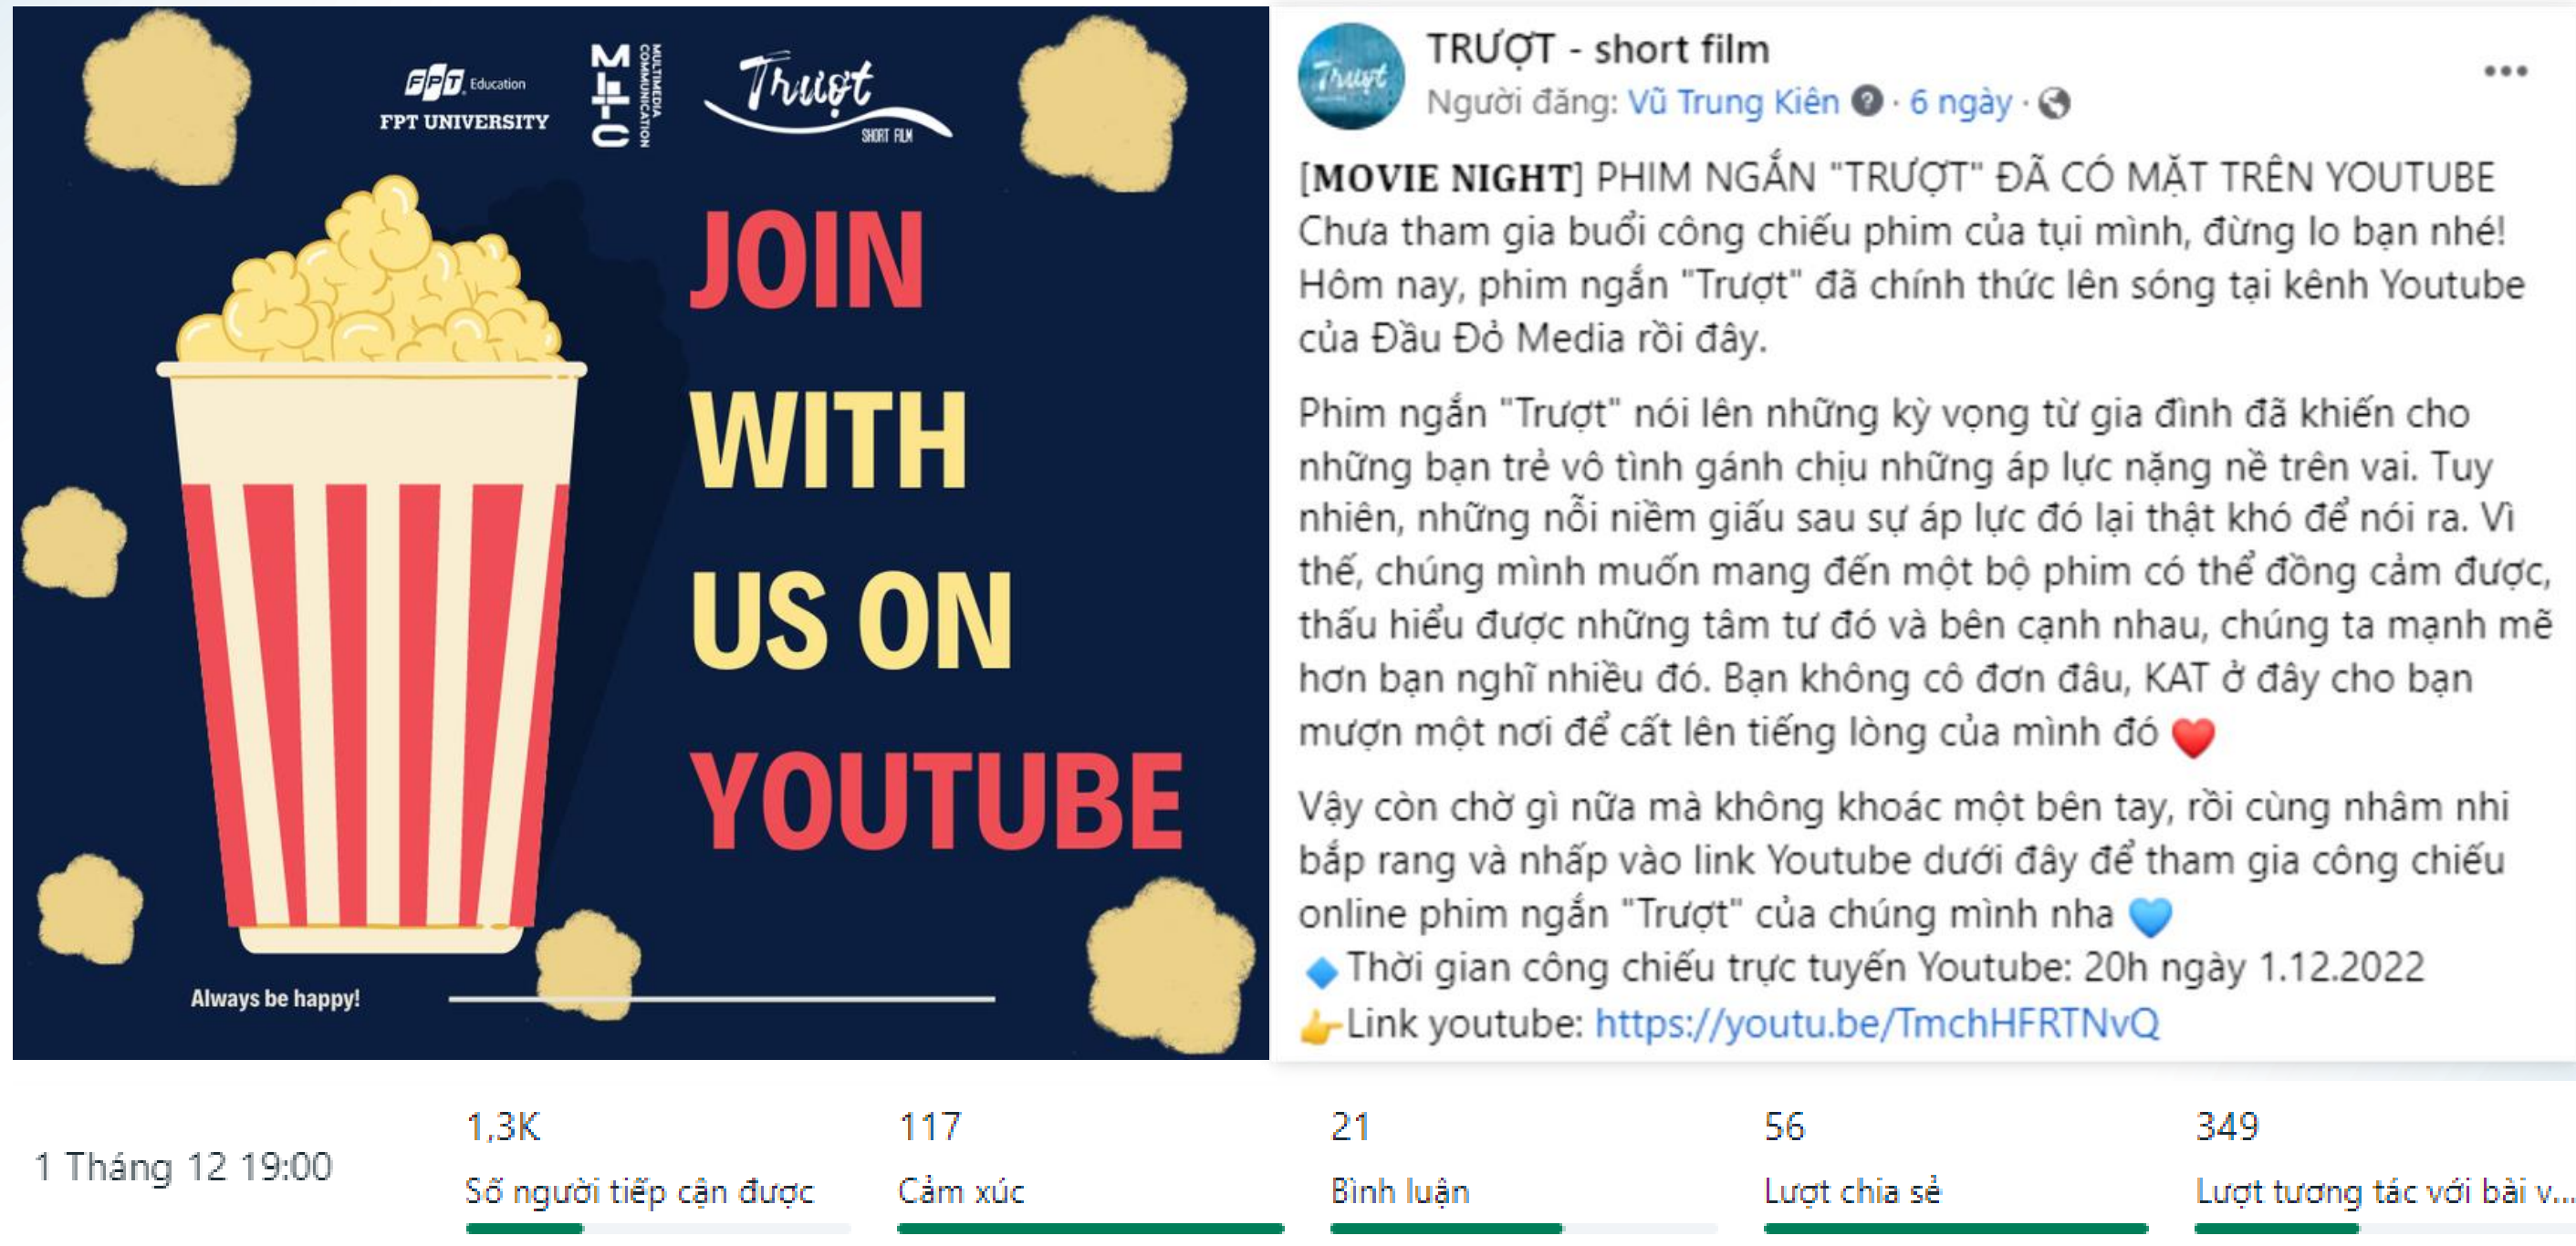 FPT Education
FPT UNIVERSITY
MTC
MULTIMEDIA
COMMUNICATION
Trượt
SHORT FILM
JOIN
WITH
US ON
YOUTUBE
Always be happy!
Trượt
TRƯỢT - short film
Người đăng: Vũ Trung Kiên · 6 ngày ·
[MOVIE NIGHT] PHIM NGẮN "TRƯỢT" ĐÃ CÓ MẶT TRÊN YOUTUBE
Chưa tham gia buổi công chiếu phim của tụi mình, đừng lo bạn nhé!
Hôm nay, phim ngắn "Trượt" đã chính thức lên sóng tại kênh Youtube
của Đầu Đỏ Media rồi đây.
Phim ngắn "Trượt" nói lên những kỳ vọng từ gia đình đã khiến cho
những bạn trẻ vô tình gánh chịu những áp lực nặng nề trên vai. Tuy
nhiên, những nỗi niềm giấu sau sự áp lực đó lại thật khó để nói ra. Vì
thế, chúng mình muốn mang đến một bộ phim có thể đồng cảm được,
thấu hiểu được những tâm tư đó và bên cạnh nhau, chúng ta mạnh mẽ
hơn bạn nghĩ nhiều đó. Bạn không cô đơn đâu, KAT ở đây cho bạn
mượn một nơi để cất lên tiếng lòng của mình đó ❤️
Vậy còn chờ gì nữa mà không khoác một bên tay, rồi cùng nhâm nhi
bắp rang và nhấp vào link Youtube dưới đây để tham gia công chiếu
online phim ngắn "Trượt" của chúng mình nha 💙
🔹Thời gian công chiếu trực tuyến Youtube: 20h ngày 1.12.2022
👉Link youtube: https://youtu.be/TmchHFRTNvQ
1 Tháng 12 19:00
1,3K
Số người tiếp cận được
117
Cảm xúc
21
Bình luận
56
Lượt chia sẻ
349
Lượt tương tác với bài v...